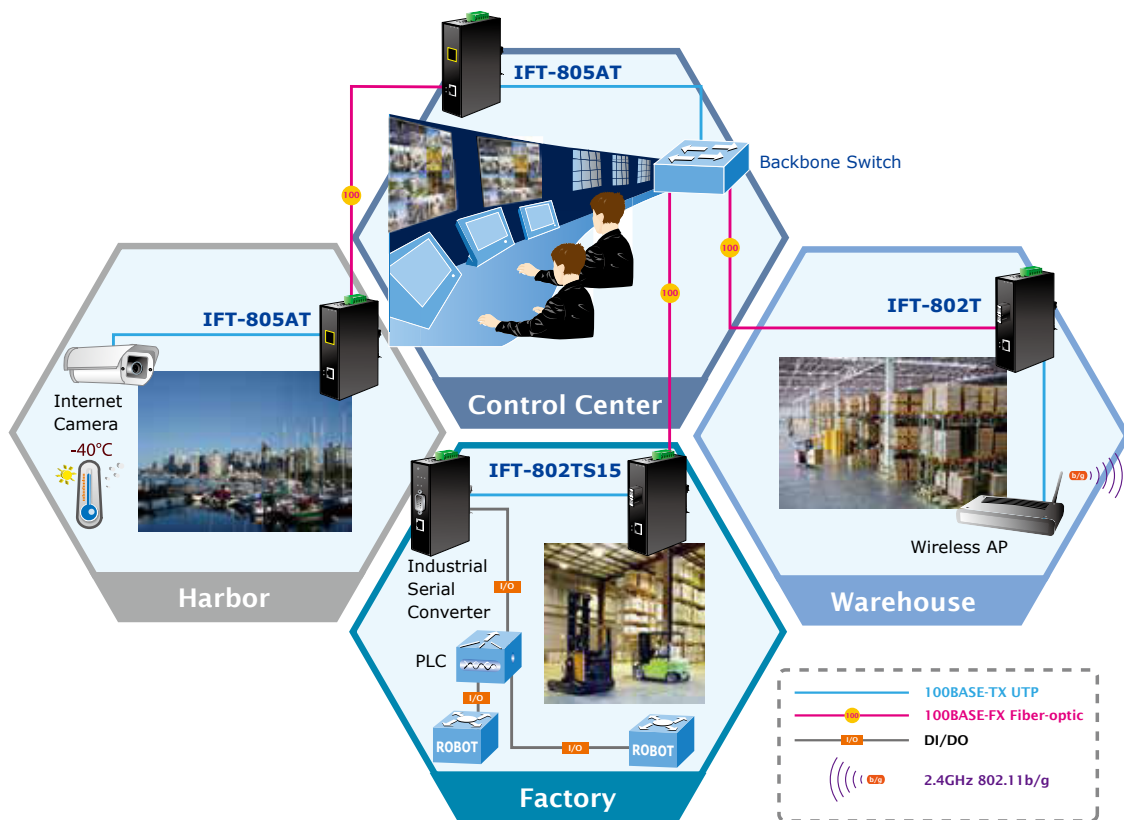 IFT-805AT
Backbone Switch
100
100
100
Control Center
IFT-805AT
Internet
Camera
-40°C
Harbor
IFT-802T
b/g
Wireless AP
Warehouse
IFT-802TS15
Industrial
Serial
Converter
I/O
PLC
I/O
ROBOT
I/O
ROBOT
Factory
100BASE-TX UTP
100
100BASE-FX Fiber-optic
I/O
DI/DO
b/g
2.4GHz 802.11b/g